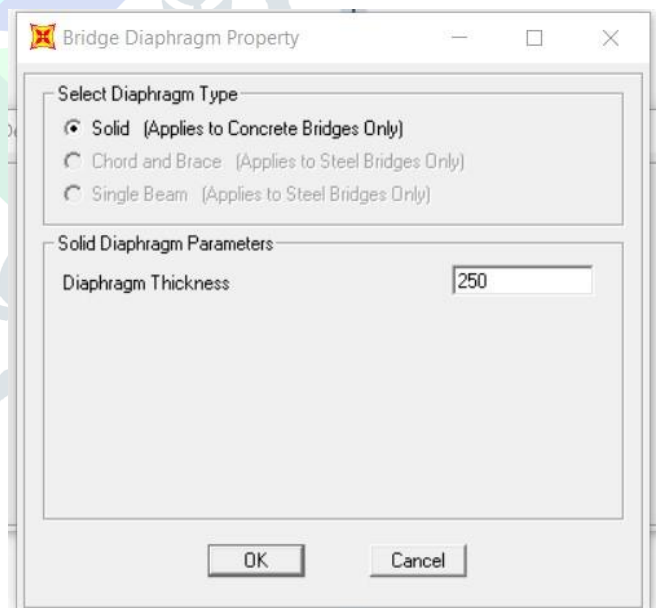 Bridge Diaphragm Property
Select Diaphragm Type
Solid (Applies to Concrete Bridges Only)
Chord and Brace (Applies to Steel Bridges Only)
Single Beam (Applies to Steel Bridges Only)
Solid Diaphragm Parameters
Diaphragm Thickness 250
OK Cancel